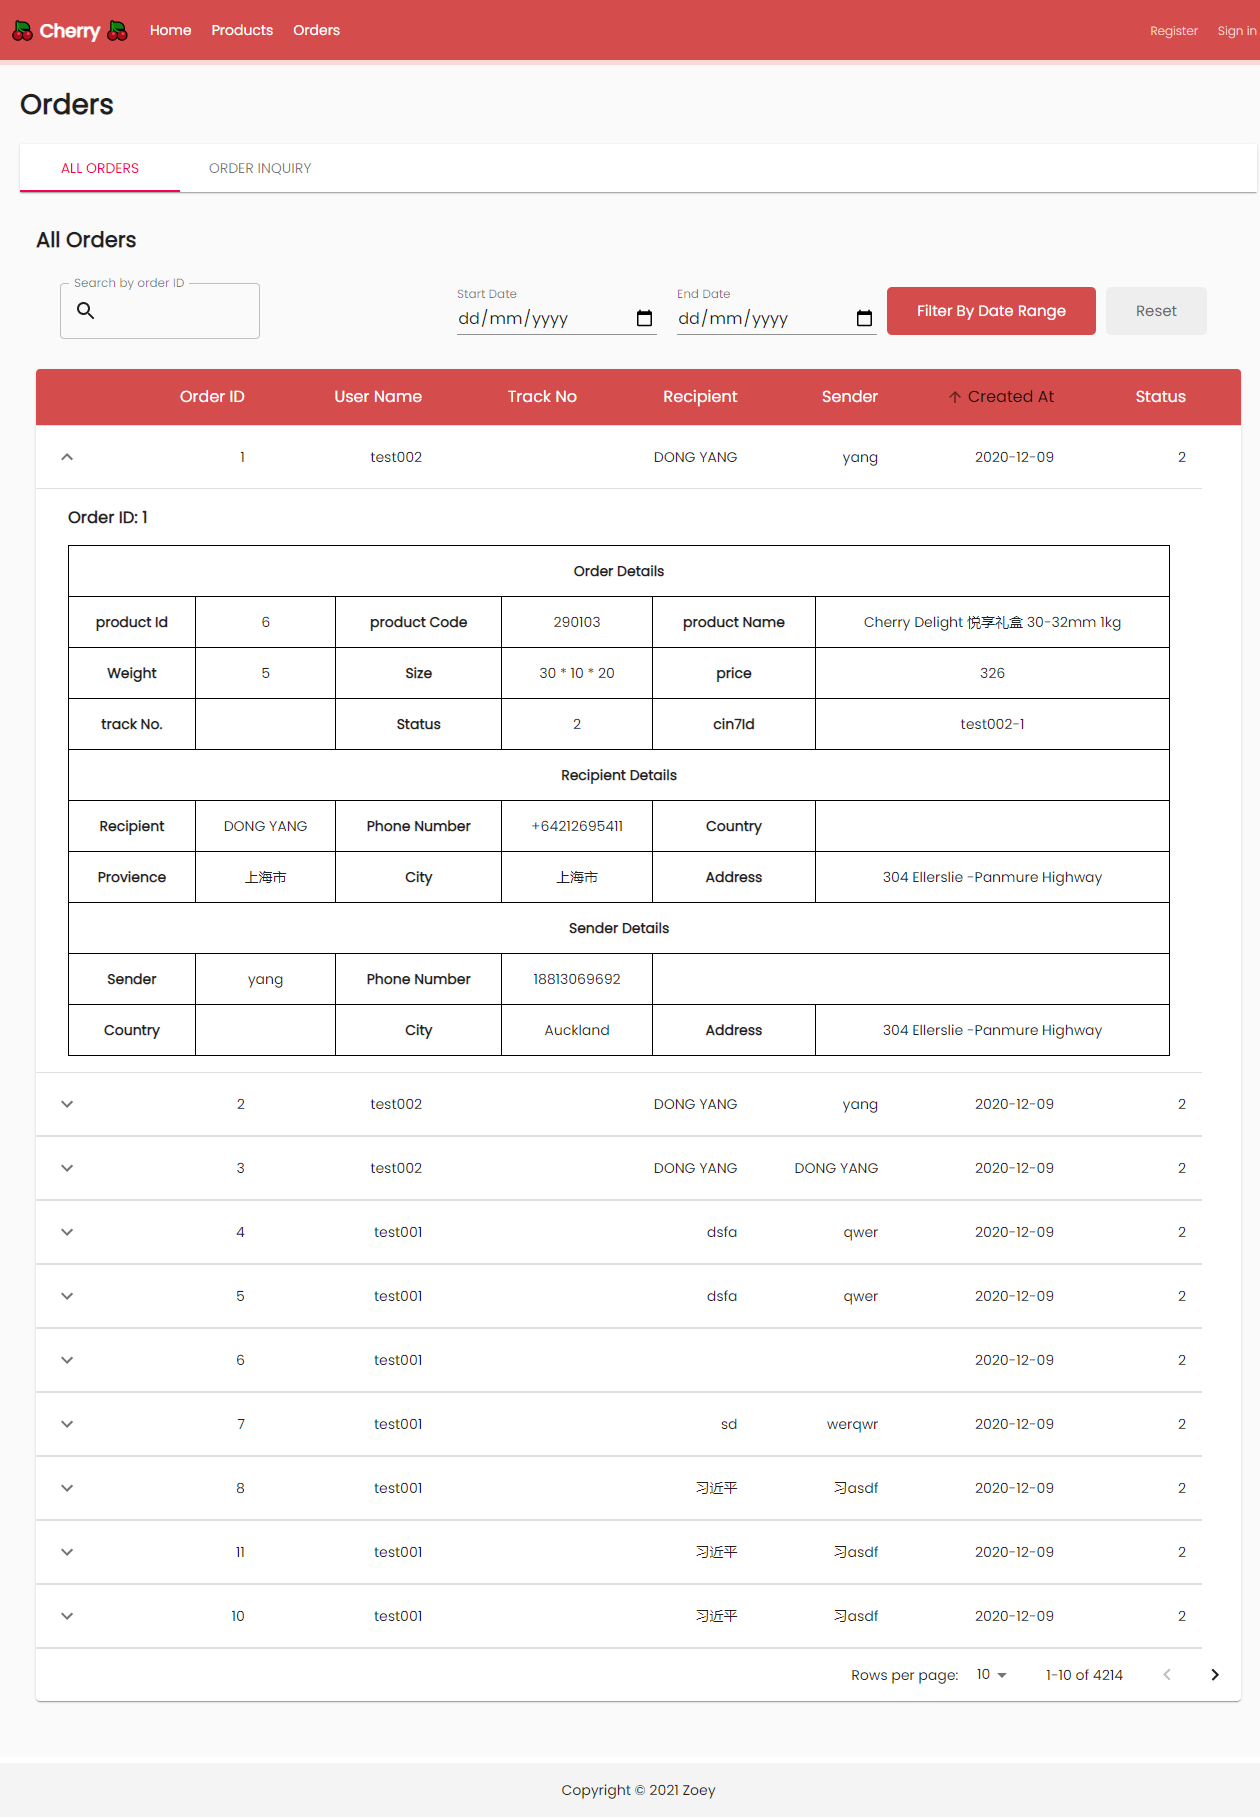 Cherry Home Products Orders Register Sign in
Orders
ALL ORDERS ORDER INQUIRY
All Orders
Search by order ID
Start Date End Date
dd/mm/yyyy dd/mm/yyyy Filter By Date Range Reset
Order ID User Name Track No Recipient Sender Created At Status
1 test002 DONG YANG yang 2020-12-09 2
Order ID: 1
Order Details
product Id 6 product Code 290103 product Name Cherry Delight 悦享礼盒 30-32mm 1kg
Weight 5 Size 30 * 10 * 20 price 326
track No. Status 2 cin7Id test002-1
Recipient Details
Recipient DONG YANG Phone Number +64212695411 Country
Provience 上海市 City 上海市 Address 304 Ellerslie -Panmure Highway
Sender Details
Sender yang Phone Number 18813069692
Country City Auckland Address 304 Ellerslie -Panmure Highway
2 test002 DONG YANG yang 2020-12-09 2
3 test002 DONG YANG DONG YANG 2020-12-09 2
4 test001 dsfa qwer 2020-12-09 2
5 test001 dsfa qwer 2020-12-09 2
6 test001 2020-12-09 2
7 test001 sd werqwr 2020-12-09 2
8 test001 习近平 习asdf 2020-12-09 2
11 test001 习近平 习asdf 2020-12-09 2
10 test001 习近平 习asdf 2020-12-09 2
Rows per page: 10 1-10 of 4214
Copyright © 2021 Zoey